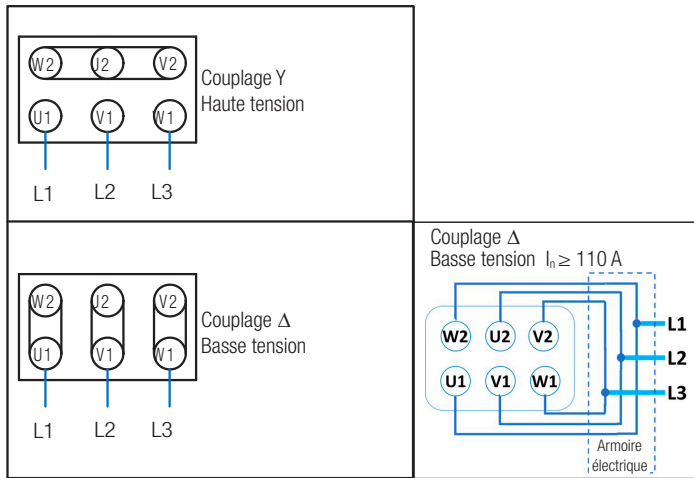 W2 U2 V2
Couplage Y
Haute tension
U1 V1 W1
L1 L2 L3
W2 U2 V2
Couplage Δ
Basse tension
U1 V1 W1
L1 L2 L3
Couplage Δ
Basse tension Iₙ ≥ 110 A
W2 U2 V2
U1 V1 W1
L1
L2
L3
Armoire
électrique